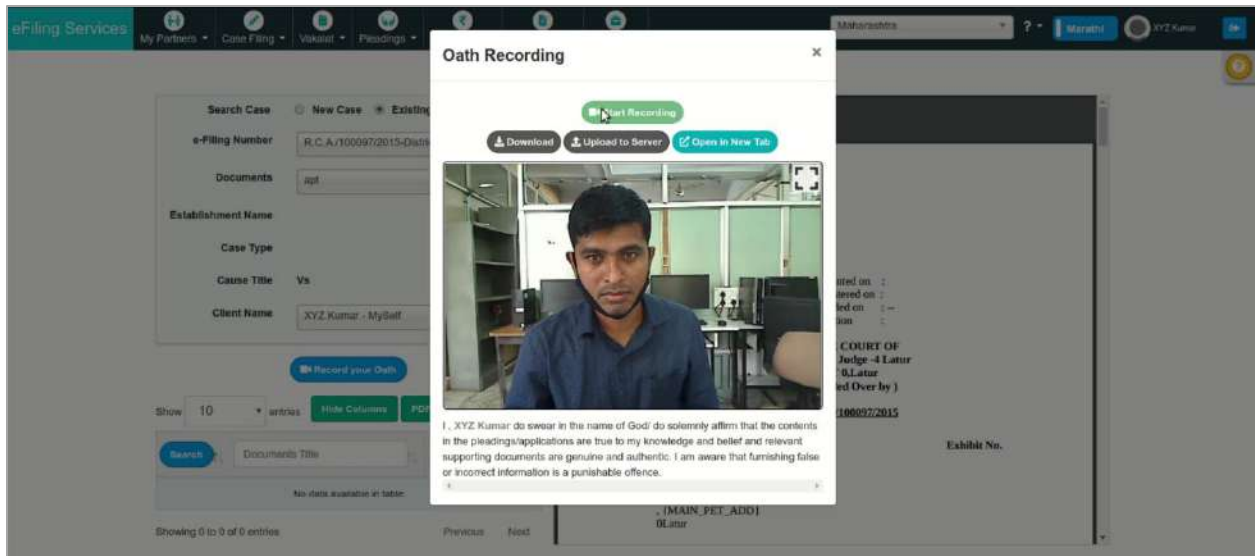 eFiling Services
My Partners
Case Filing
Vakalat
Pleadings
Maharashtra
?
Marathi
XYZ Kumar
Oath Recording
×
Start Recording
Download
Upload to Server
Open in New Tab
Search Case
New Case
Existing
e-Filing Number
R.C.A./100097/2015-Distri
Documents
Establishment Name
Case Type
Cause Title
Vs
Client Name
XYZ Kumar - MySelf
Record your Oath
Show 10 entries
Hide Columns
PDF
Search
Documents Title
No data available in table
Showing 0 to 0 of 0 entries
Previous
Next
I , XYZ Kumar do swear in the name of God/ do solemnly affirm that the contents
in the pleadings/applications are true to my knowledge and belief and relevant
supporting documents are genuine and authentic. I am aware that furnishing false
or incorrect information is a punishable offence.
COURT OF
Judge -4 Latur
0,Latur
ed Over by )
/100097/2015
Exhibit No.
, {MAIN_PET_ADD}
0Latur